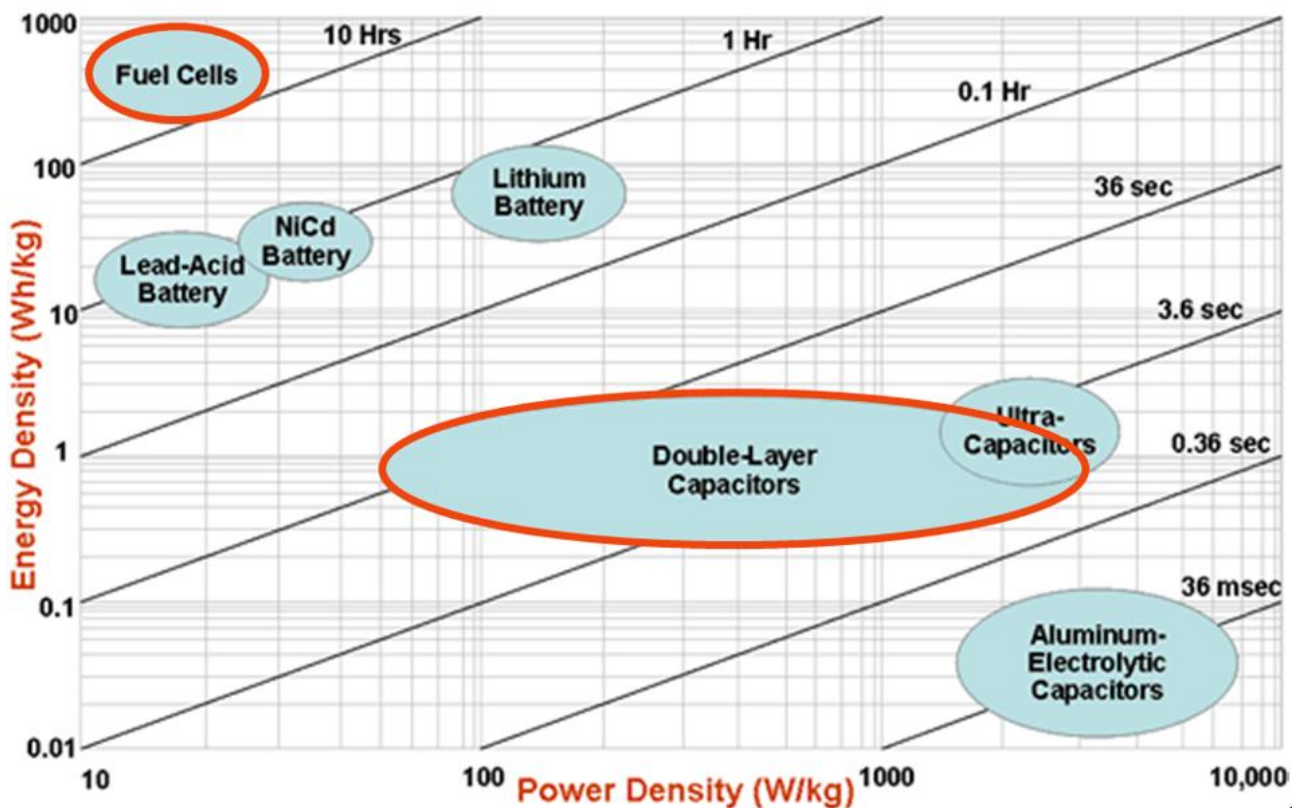 1000
10 Hrs
1 Hr
Fuel Cells
0.1 Hr
100
Lithium
Battery
36 sec
NiCd
Battery
Lead-Acid
Battery
10
3.6 sec
Energy Density (Wh/kg)
Ultra-
Capacitors
1
0.36 sec
Double-Layer
Capacitors
0.1
36 msec
Aluminum-
Electrolytic
Capacitors
0.01
10
100
1000
10,000
Power Density (W/kg)